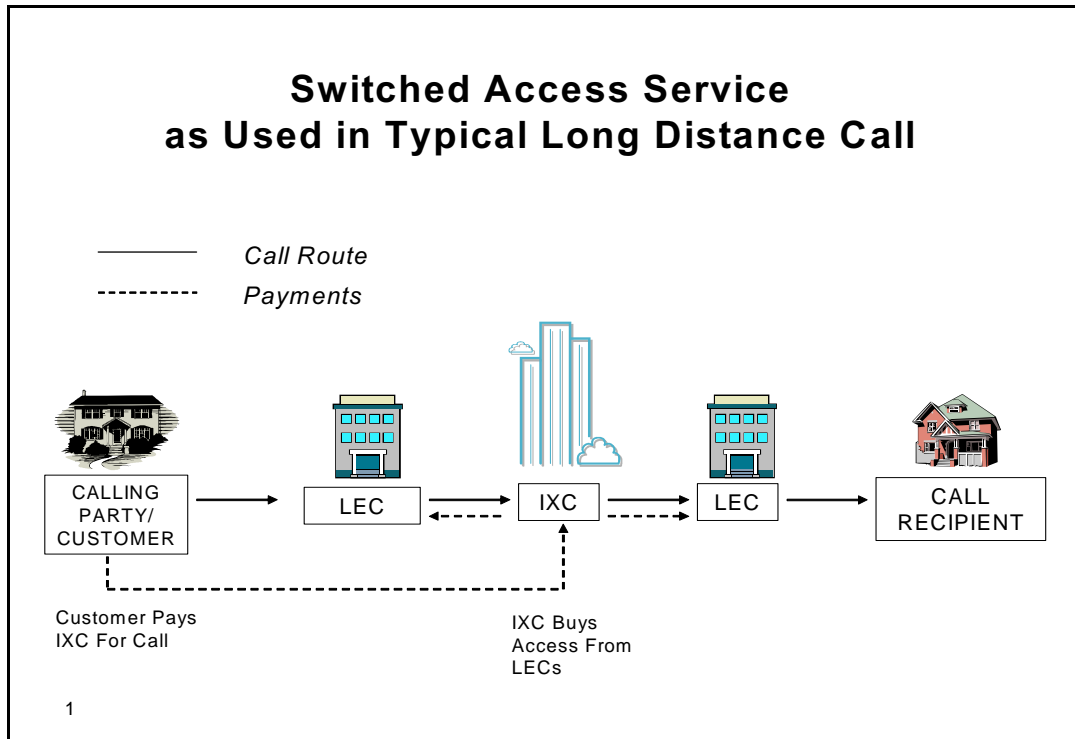 Switched Access Service
as Used in Typical Long Distance Call
Call Route
Payments
CALLING
PARTY/
CUSTOMER
LEC
IXC
LEC
CALL
RECIPIENT
Customer Pays
IXC For Call
IXC Buys
Access From
LECs
1